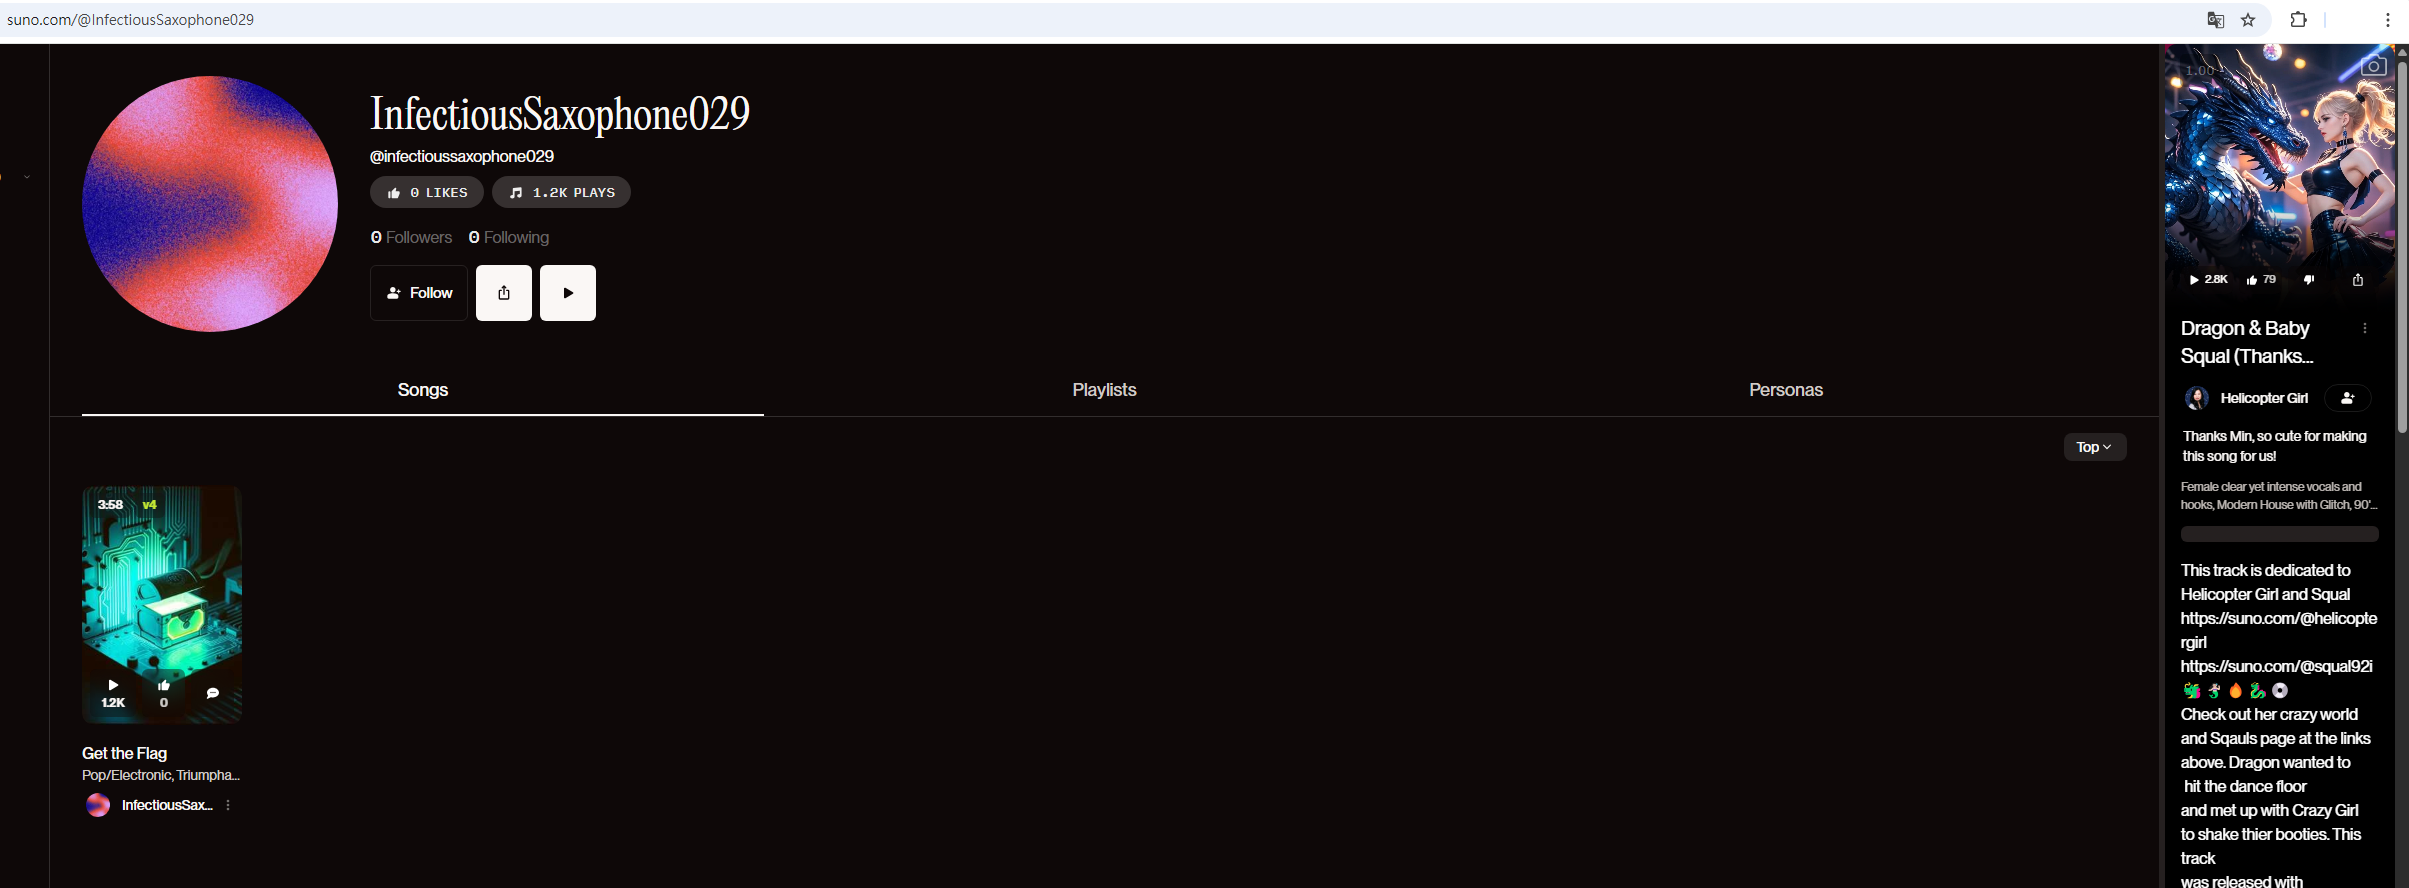 suno.com/@InfectiousSaxophone029
InfectiousSaxophone029
@infectioussaxophone029
0 LIKES
1.2K PLAYS
0 Followers
0 Following
Follow
Songs
Playlists
Personas
Top
3:58
v4
1.2K
0
Get the Flag
Pop/Electronic, Triumpha...
InfectiousSax...
1.00
2.8K
79
Dragon & Baby
Squal (Thanks...
Helicopter Girl
Thanks Min, so cute for making
this song for us!
Female clear yet intense vocals and
hooks, Modern House with Glitch, 90'...
This track is dedicated to
Helicopter Girl and Squal
https://suno.com/@helicopte
rgirl
https://suno.com/@squal92i
🐲🧜🔥🐉💿
Check out her crazy world
and Sqauls page at the links
above. Dragon wanted to
hit the dance floor
and met up with Crazy Girl
to shake thier booties. This
track
was released with